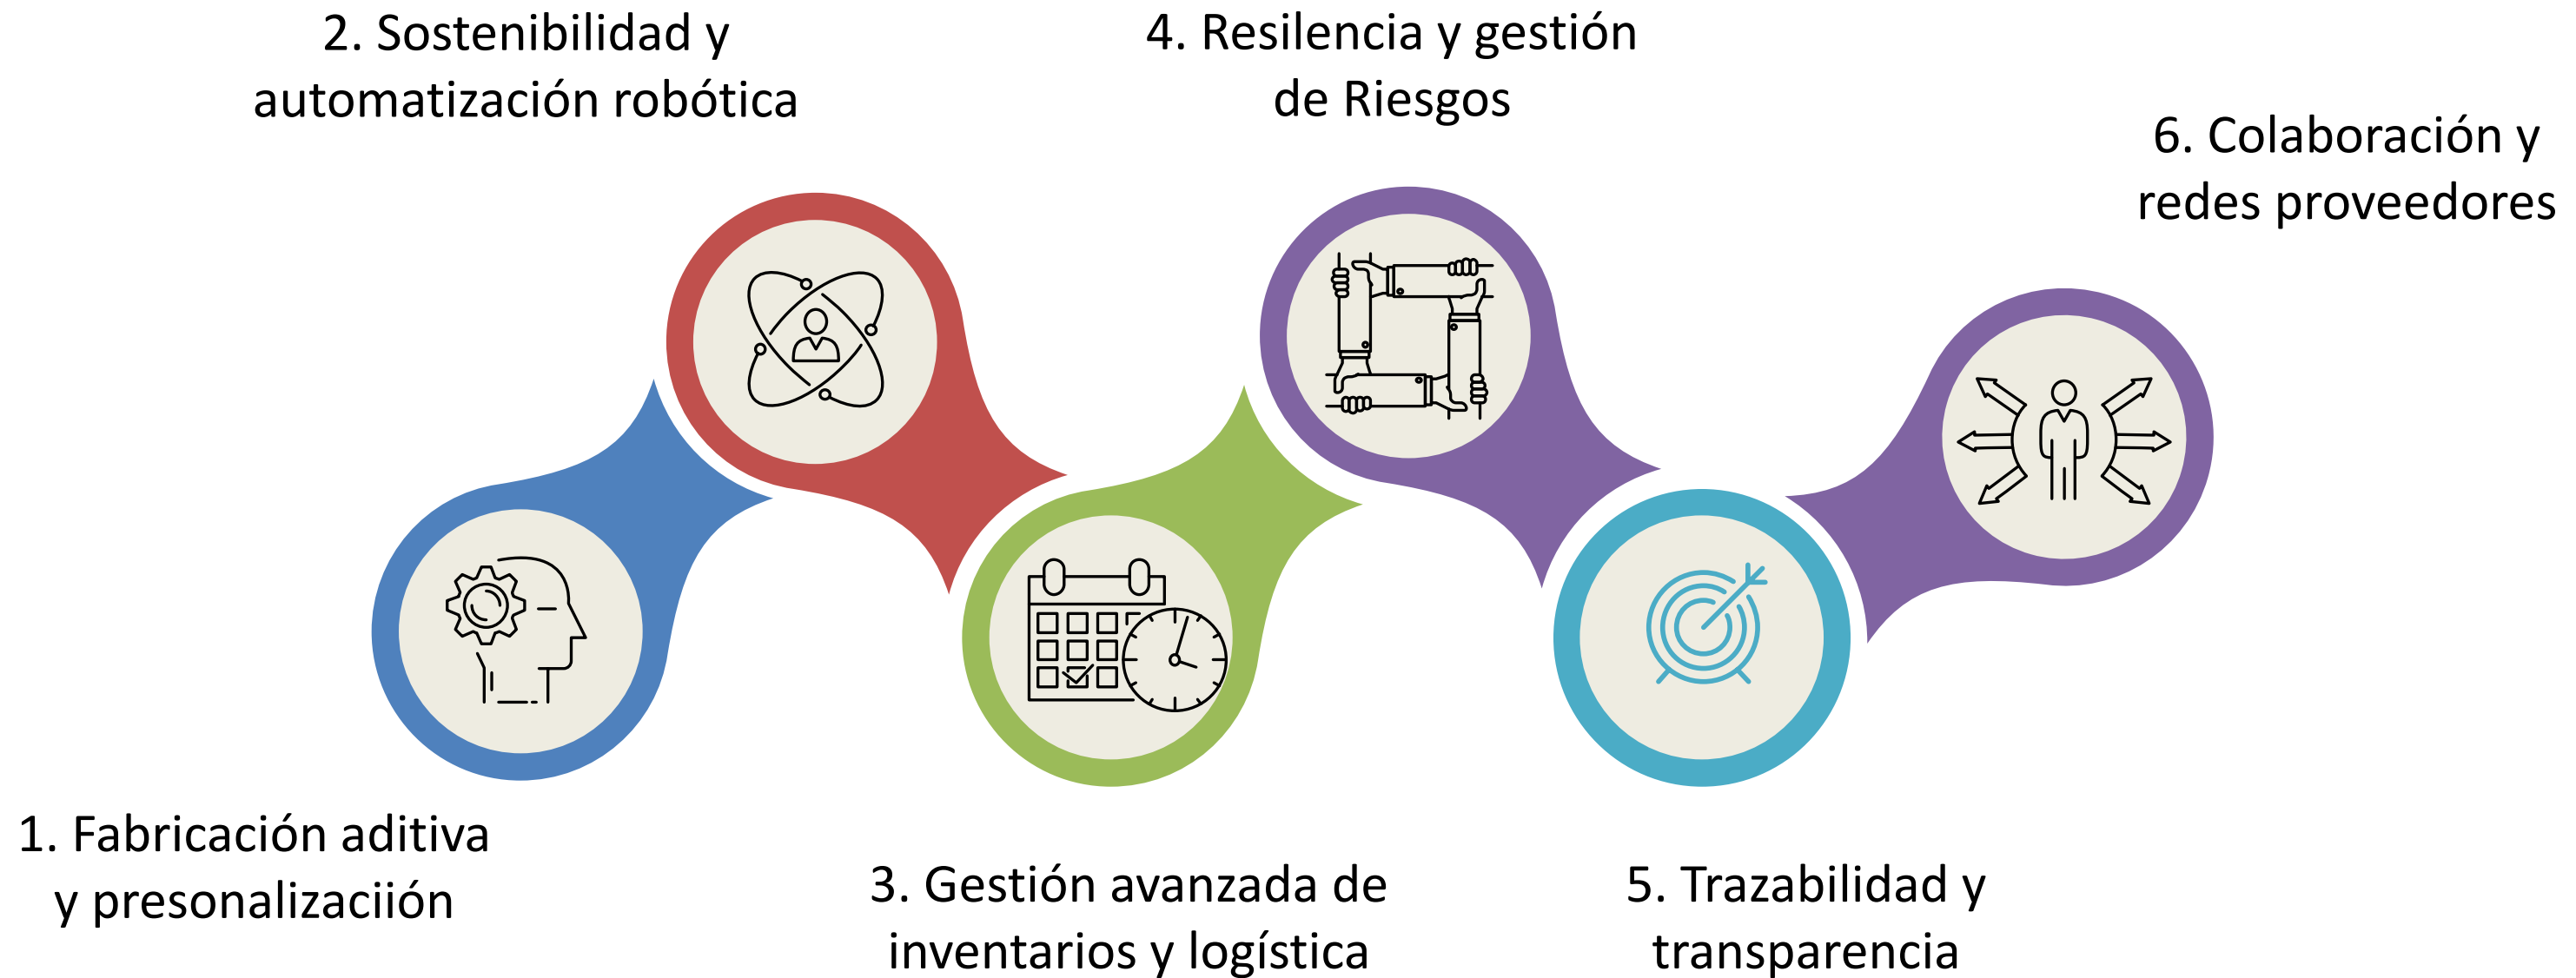 1. Fabricación aditiva
y presonalizaciión
2. Sostenibilidad y
automatización robótica
3. Gestión avanzada de
inventarios y logística
4. Resilencia y gestión
de Riesgos
5. Trazabilidad y
transparencia
6. Colaboración y
redes proveedores